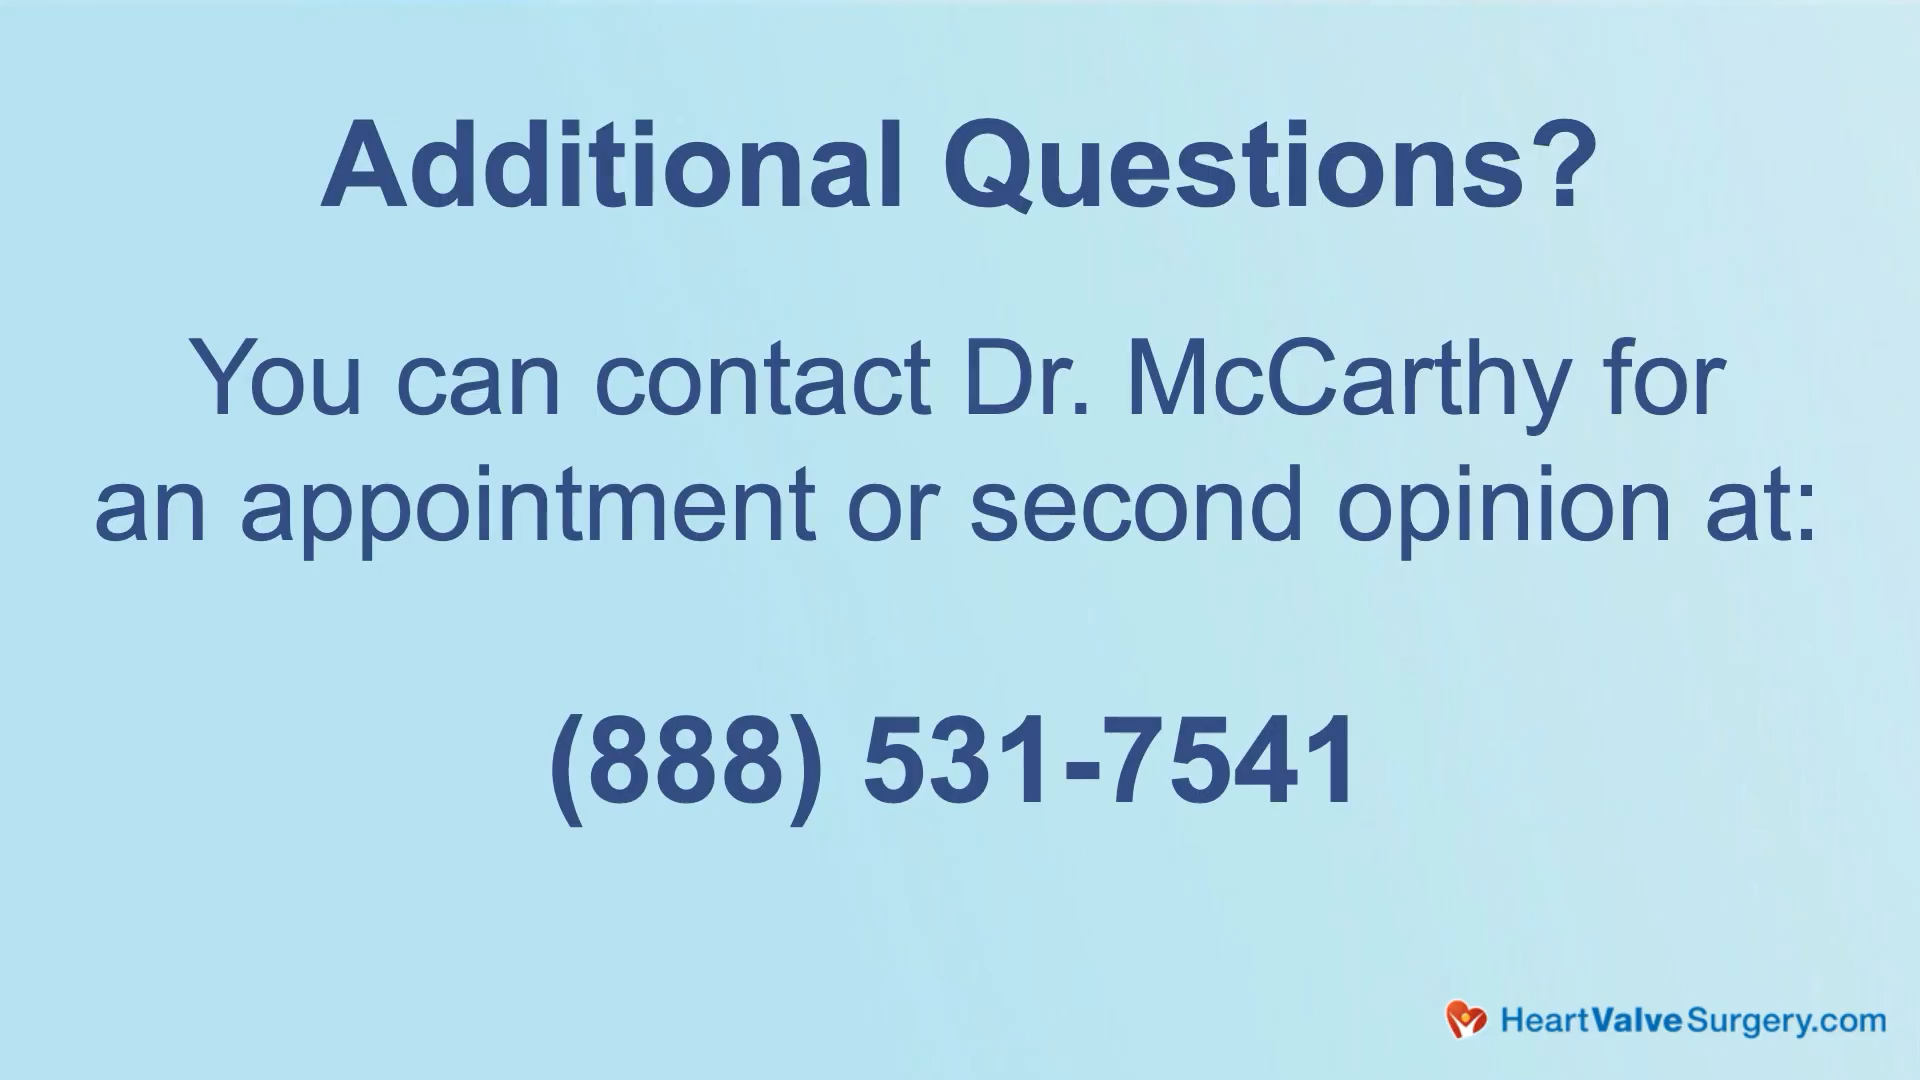 Additional Questions?
You can contact Dr. McCarthy for
an appointment or second opinion at:
(888) 531-7541
HeartValveSurgery.com